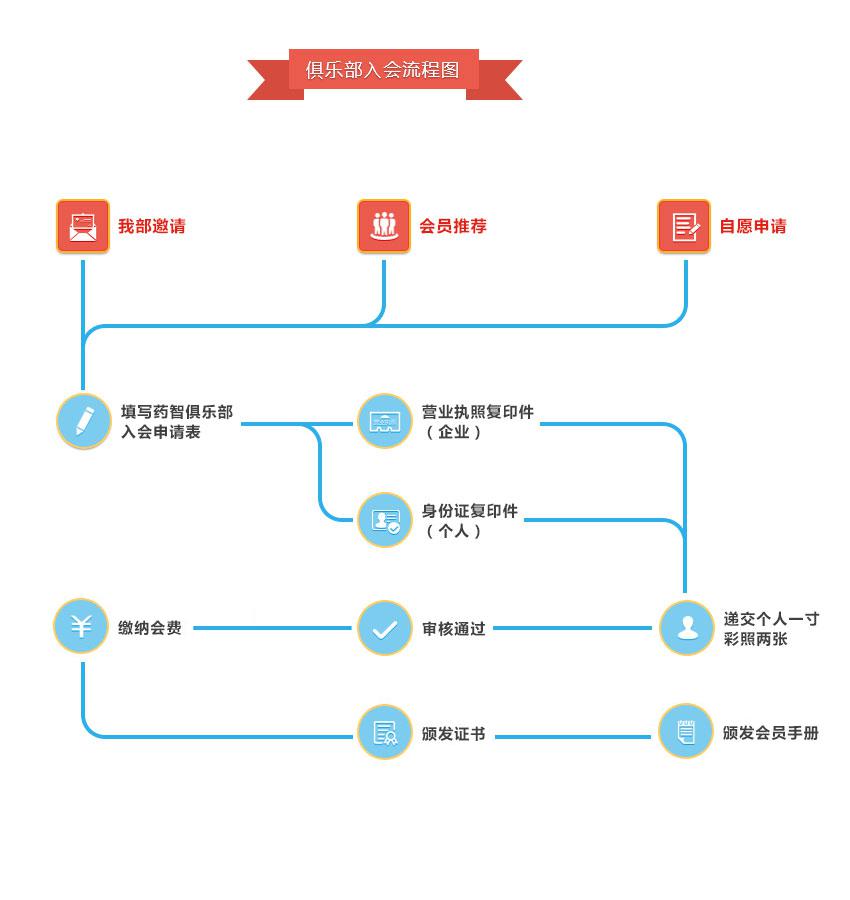 俱乐部入会流程图
我部邀请
会员推荐
自愿申请
填写药智俱乐部
入会申请表
营业执照复印件
（企业）
身份证复印件
（个人）
缴纳会费
审核通过
递交个人一寸
彩照两张
颁发证书
颁发会员手册